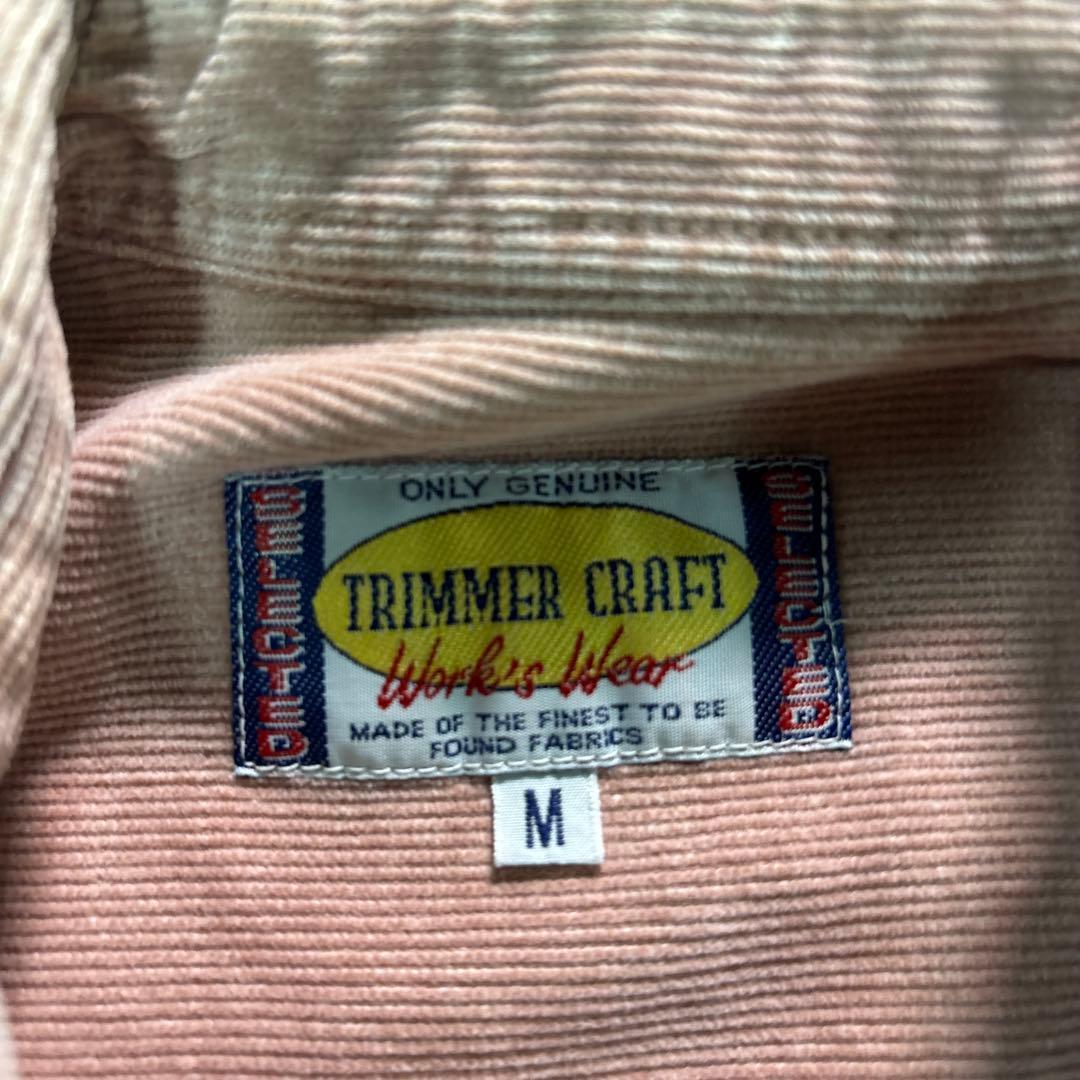 ONLY GENUINE
SELECTED
TRIMMER CRAFT
SELECTED
Work's Wear
MADE OF THE FINEST TO BE
FOUND FABRICS
M